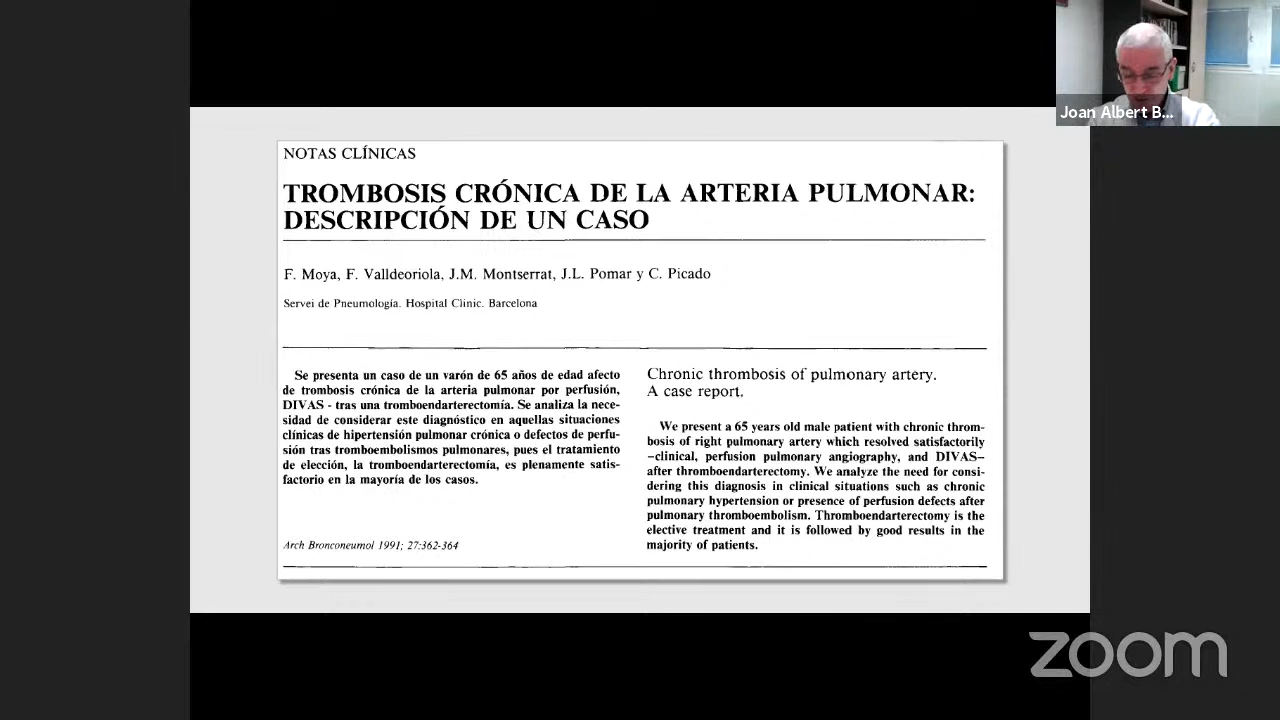 Joan Albert B...
NOTAS CLÍNICAS
TROMBOSIS CRÓNICA DE LA ARTERIA PULMONAR:
DESCRIPCIÓN DE UN CASO
F. Moya, F. Valldeoriola, J.M. Montserrat, J.L. Pomar y C. Picado
Servei de Pneumología. Hospital Clinic. Barcelona
Se presenta un caso de un varón de 65 años de edad afecto
de trombosis crónica de la arteria pulmonar por perfusión,
DIVAS - tras una tromboendarterectomía. Se analiza la nece-
sidad de considerar este diagnóstico en aquellas situaciones
clínicas de hipertensión pulmonar crónica o defectos de perfu-
sión tras tromboembolismos pulmonares, pues el tratamiento
de elección, la tromboendarterectomía, es plenamente satis-
factorio en la mayoría de los casos.
Arch Bronconeumol 1991; 27:362-364
Chronic thrombosis of pulmonary artery.
A case report.
We present a 65 years old male patient with chronic throm-
bosis of right pulmonary artery which resolved satisfactorily
–clinical, perfusion pulmonary angiography, and DIVAS–
after thromboendarterectomy. We analyze the need for consi-
dering this diagnosis in clinical situations such as chronic
pulmonary hypertension or presence of perfusion defects after
pulmonary thromboembolism. Thromboendarterectomy is the
elective treatment and it is followed by good results in the
majority of patients.
zoom